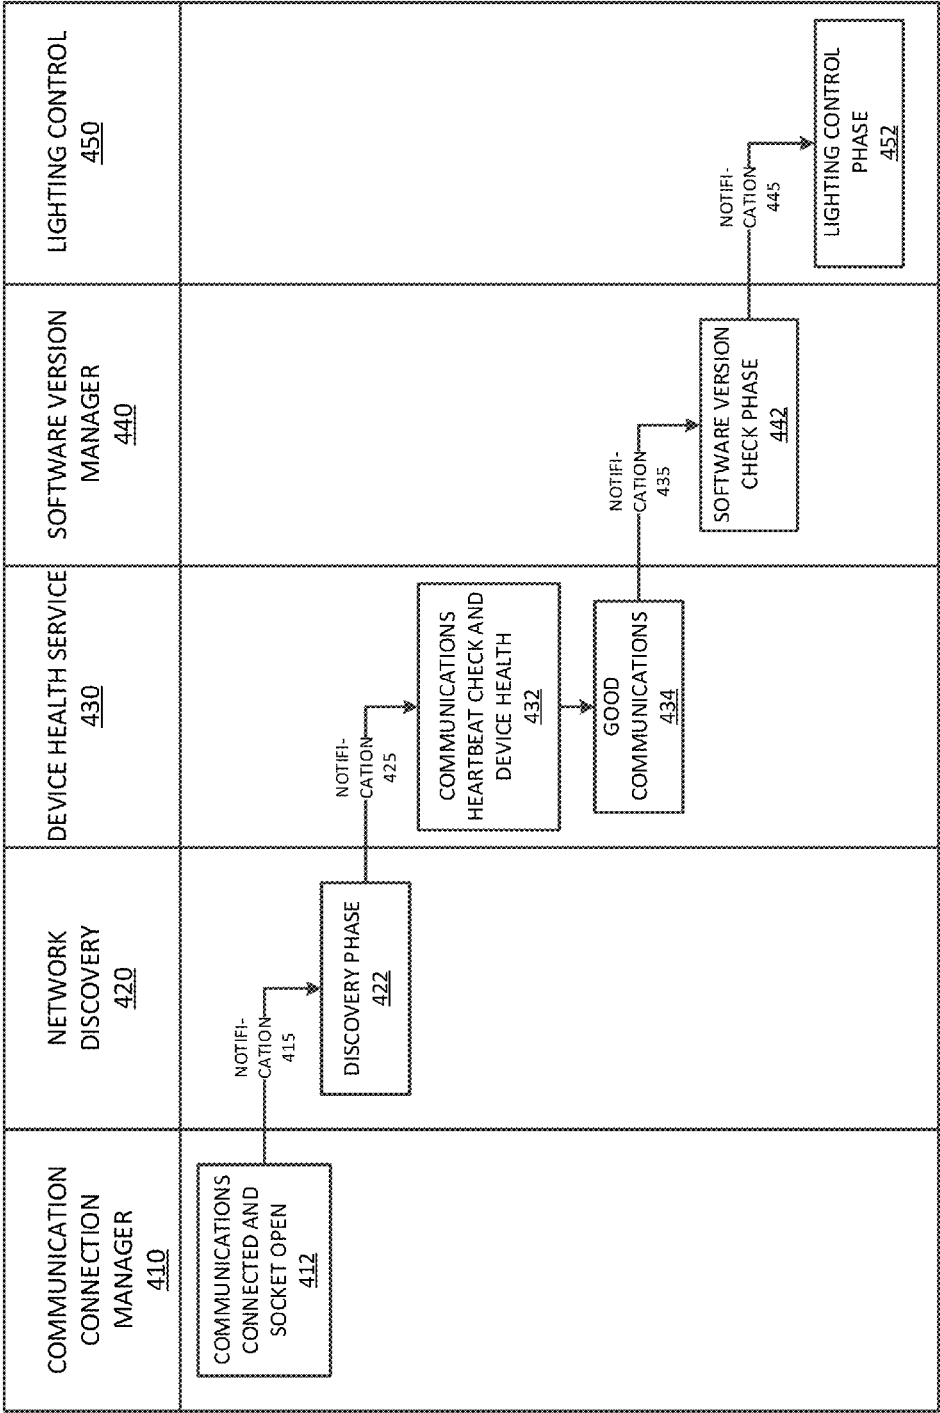 COMMUNICATION
CONNECTION
MANAGER
410
NETWORK
DISCOVERY
420
DEVICE HEALTH SERVICE
430
SOFTWARE VERSION
MANAGER
440
LIGHTING CONTROL
450
COMMUNICATIONS
CONNECTED AND
SOCKET OPEN
412
NOTIFI-
CATION
415
DISCOVERY PHASE
422
NOTIFI-
CATION
425
COMMUNICATIONS
HEARTBEAT CHECK AND
DEVICE HEALTH
432
GOOD
COMMUNICATIONS
434
NOTIFI-
CATION
435
SOFTWARE VERSION
CHECK PHASE
442
NOTIFI-
CATION
445
LIGHTING CONTROL
PHASE
452